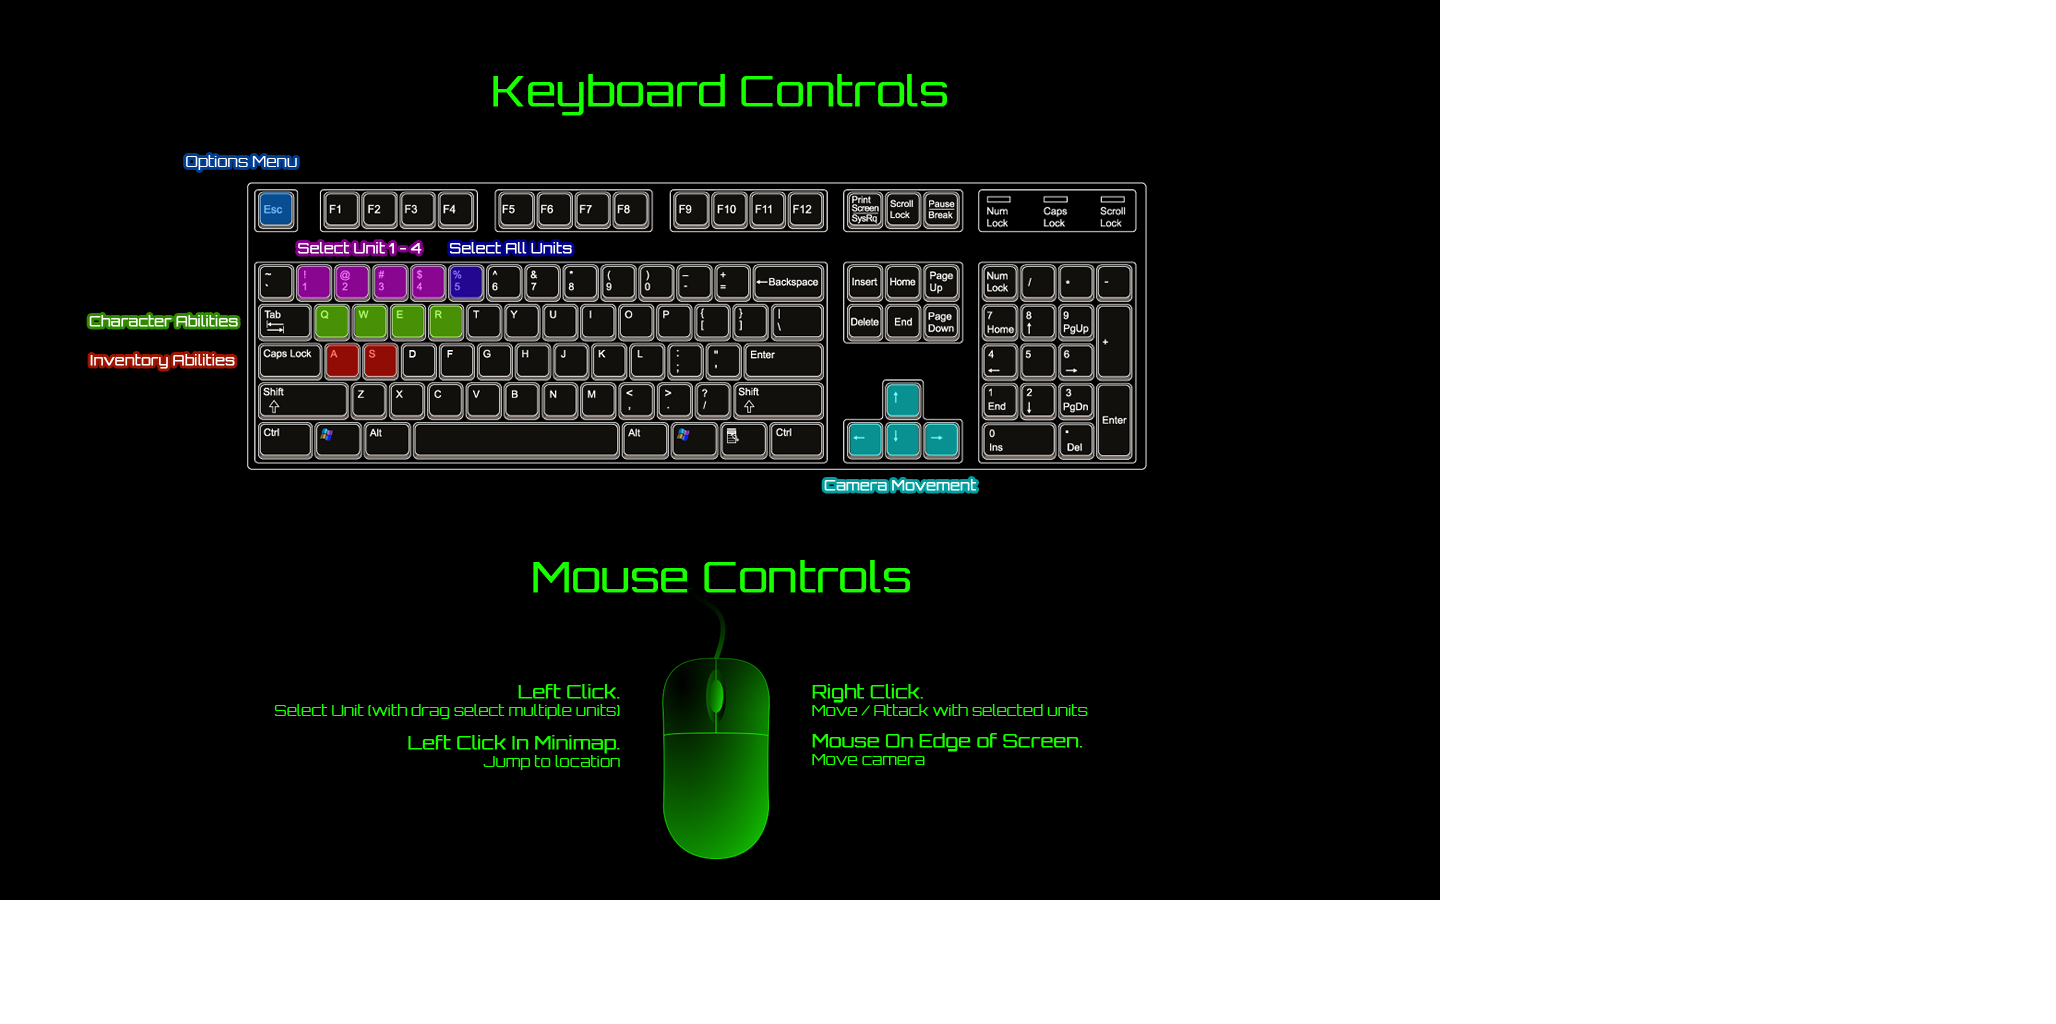 Keyboard Controls
Options Menu
Esc F1 F2 F3 F4 F5 F6 F7 F8 F9 F10 F11 F12 Print Screen SysRq Scroll Lock Pause Break Num Lock Caps Lock Scroll Lock
Select Unit 1 - 4 Select All Units
~ ` ! 1 @ 2 # 3 $ 4 % 5 ^ 6 & 7 * 8 ( 9 ) 0 – - + = ←Backspace Insert Home Page Up Num Lock / * -
Character Abilities
Tab Q W E R T Y U I O P { [ } ] | \ Delete End Page Down 7 Home 8 ↑ 9 PgUp +
Inventory Abilities
Caps Lock A S D F G H J K L : ; " ' Enter 4 ← 5 6 →
Shift Z X C V B N M < , > . ? / Shift ↑ 1 End 2 ↓ 3 PgDn Enter
Ctrl Alt Alt Ctrl ← ↓ → 0 Ins • Del
Camera Movement
Mouse Controls
Left Click.
Select Unit (with drag select multiple units)
Left Click In Minimap.
Jump to location
Right Click.
Move / Attack with selected units
Mouse On Edge of Screen.
Move camera